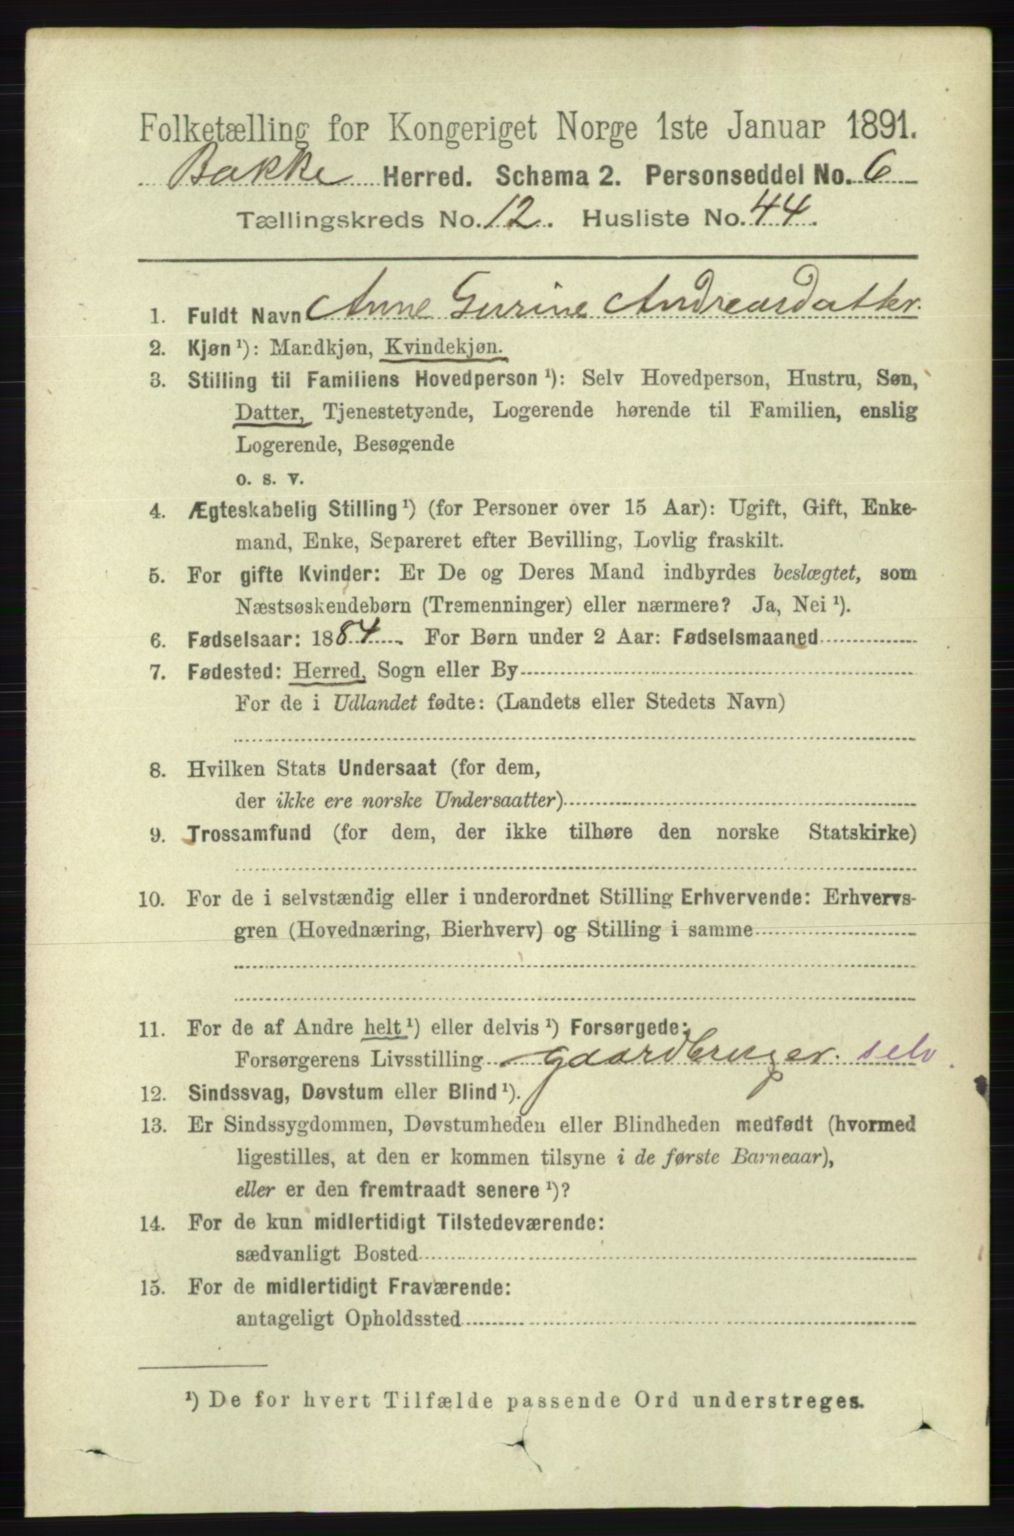 Folketælling for Kongeriget Norge 1ste Januar 1891.
Bakke Herred. Schema 2. Personseddel No. 6
Tællingskreds No. 12. Husliste No. 44.
1. Fuldt Navn Anne Gurine Andreasdatter.
2. Kjøn ¹): Mandkjøn, Kvindekjøn.
3. Stilling til Familiens Hovedperson ¹): Selv Hovedperson, Hustru, Søn,
Datter, Tjenestetyende, Logerende hørende til Familien, enslig
Logerende, Besøgende
o. s. v.
4. Ægteskabelig Stilling ¹) (for Personer over 15 Aar): Ugift, Gift, Enke-
mand, Enke, Separeret efter Bevilling, Lovlig fraskilt.
5. For gifte Kvinder: Er De og Deres Mand indbyrdes beslægtet, som
Næstsøskendebørn (Tremenninger) eller nærmere? Ja, Nei ¹).
6. Fødselsaar: 1884. For Børn under 2 Aar: Fødselsmaaned
7. Fødested: Herred, Sogn eller By
For de i Udlandet fødte: (Landets eller Stedets Navn)
8. Hvilken Stats Undersaat (for dem,
der ikke ere norske Undersaatter)
9. Trossamfund (for dem, der ikke tilhøre den norske Statskirke)
10. For de i selvstændig eller i underordnet Stilling Erhvervende: Erhvervs-
gren (Hovednæring, Bierhverv) og Stilling i samme
11. For de af Andre helt ¹) eller delvis ¹) Forsørgede:
Forsørgerens Livsstilling gaardbruger. selv.
12. Sindssvag, Døvstum eller Blind ¹).
13. Er Sindssygdommen, Døvstumheden eller Blindheden medfødt (hvormed
ligestilles, at den er kommen tilsyne i de første Barneaar),
eller er den fremtraadt senere ¹)?
14. For de kun midlertidigt Tilstedeværende:
sædvanligt Bosted
15. For de midlertidigt Fraværende:
antageligt Opholdssted
¹) De for hvert Tilfælde passende Ord understreges.